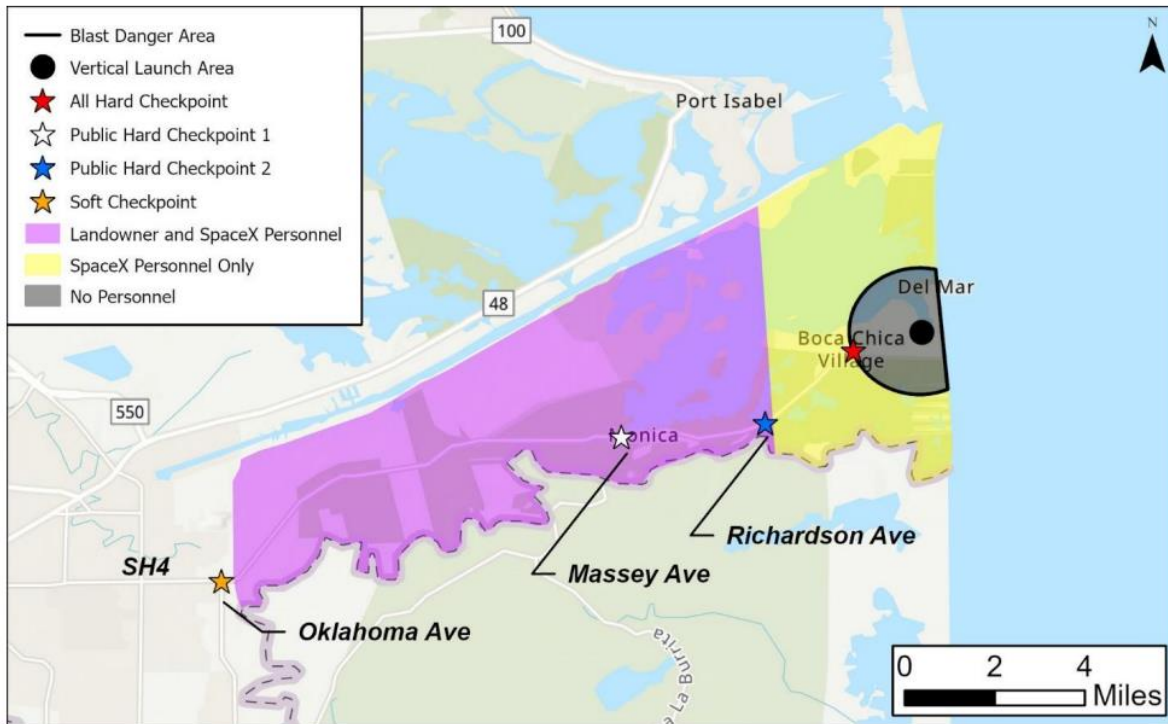 Blast Danger Area
Vertical Launch Area
All Hard Checkpoint
Public Hard Checkpoint 1
Public Hard Checkpoint 2
Soft Checkpoint
Landowner and SpaceX Personnel
SpaceX Personnel Only
No Personnel
N
100
Port Isabel
48
Del Mar
Boca Chica
Village
550
Richardson Ave
Massey Ave
SH4
Oklahoma Ave
e La Burrita
0 2 4
Miles